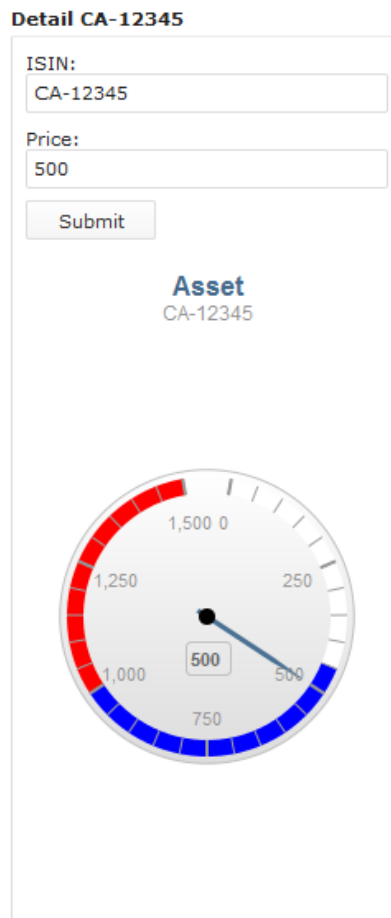 Detail CA-12345
ISIN:
CA-12345
Price:
500
Submit
Asset
CA-12345
1,500 0
1,250 250
500
1,000 500
750